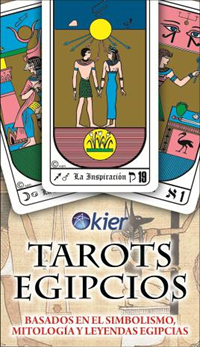 La Inspiración
19
kier
TAROTS
EGIPCIOS
BASADOS EN EL SIMBOLISMO,
MITOLOGÍA Y LEYENDAS EGIPCIAS